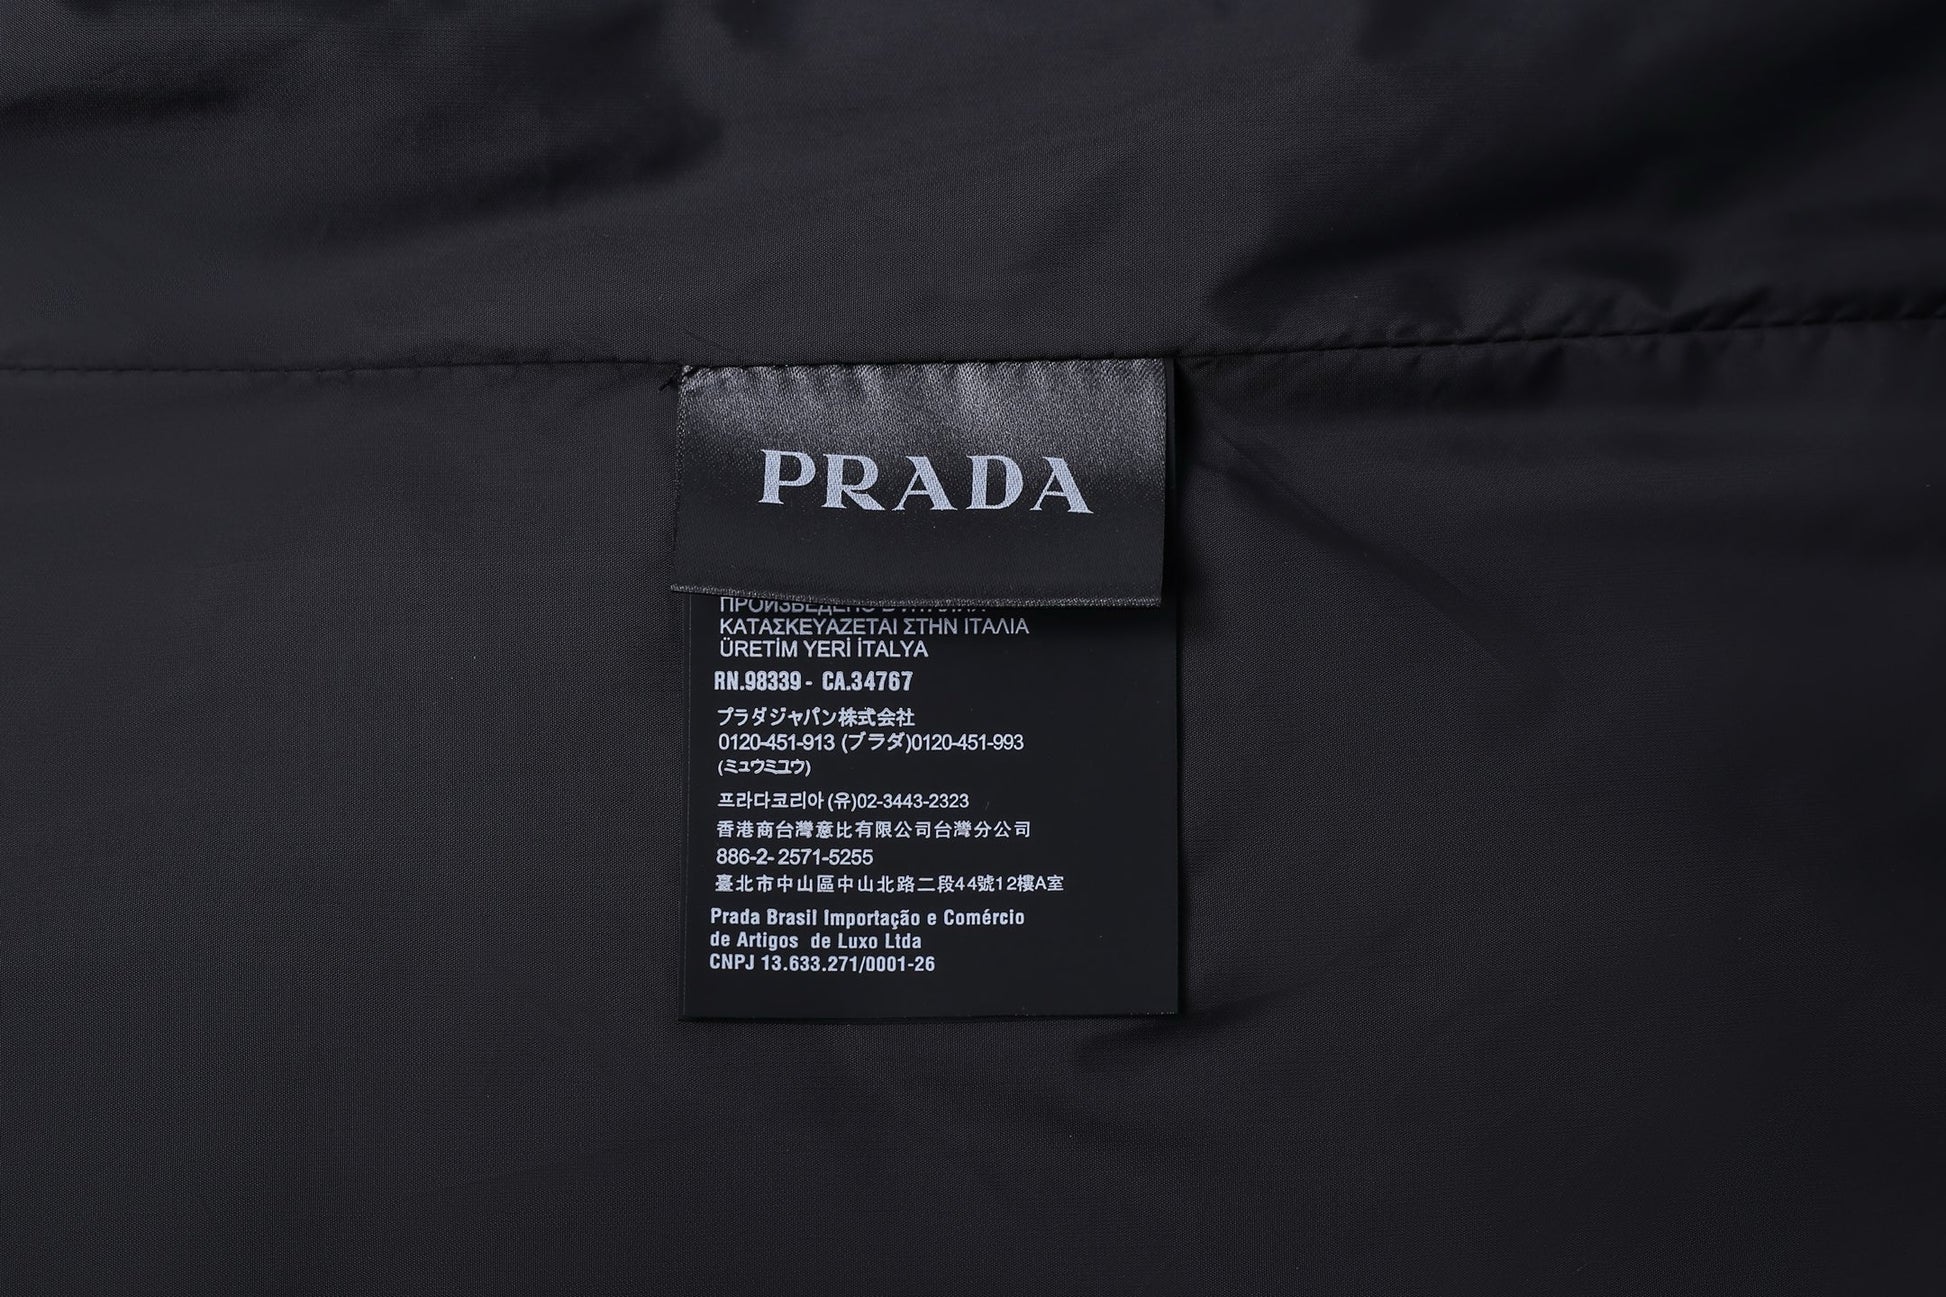 PRADA
ПРОИЗВЕДЕНО В ИТАЛИИ
ΚΑΤΑΣΚΕΥΑΖΕΤΑΙ ΣΤΗΝ ΙΤΑΛΙΑ
ÜRETİM YERİ İTALYA
RN.98339 - CA.34767
プラダジャパン株式会社
0120-451-913 (プラダ)0120-451-993
(ミュウミュウ)
프라다코리아(유)02-3443-2323
香港商台灣意比有限公司台灣分公司
886-2- 2571-5255
臺北市中山區中山北路二段44號12樓A室
Prada Brasil Importação e Comércio
de Artigos de Luxo Ltda
CNPJ 13.633.271/0001-26